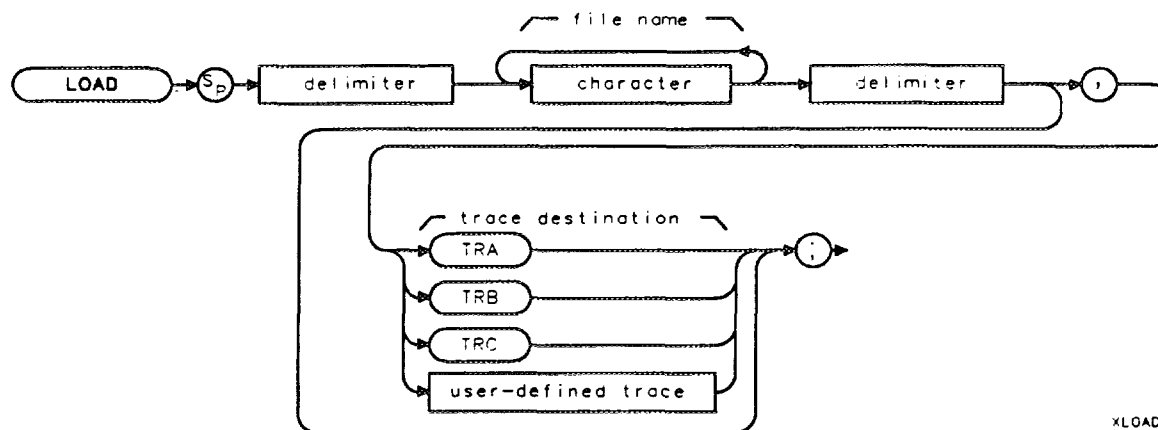 file name
LOAD SP delimiter character delimiter ,
trace destination
TRA ;
TRB
TRC
user-defined trace
XLOAD